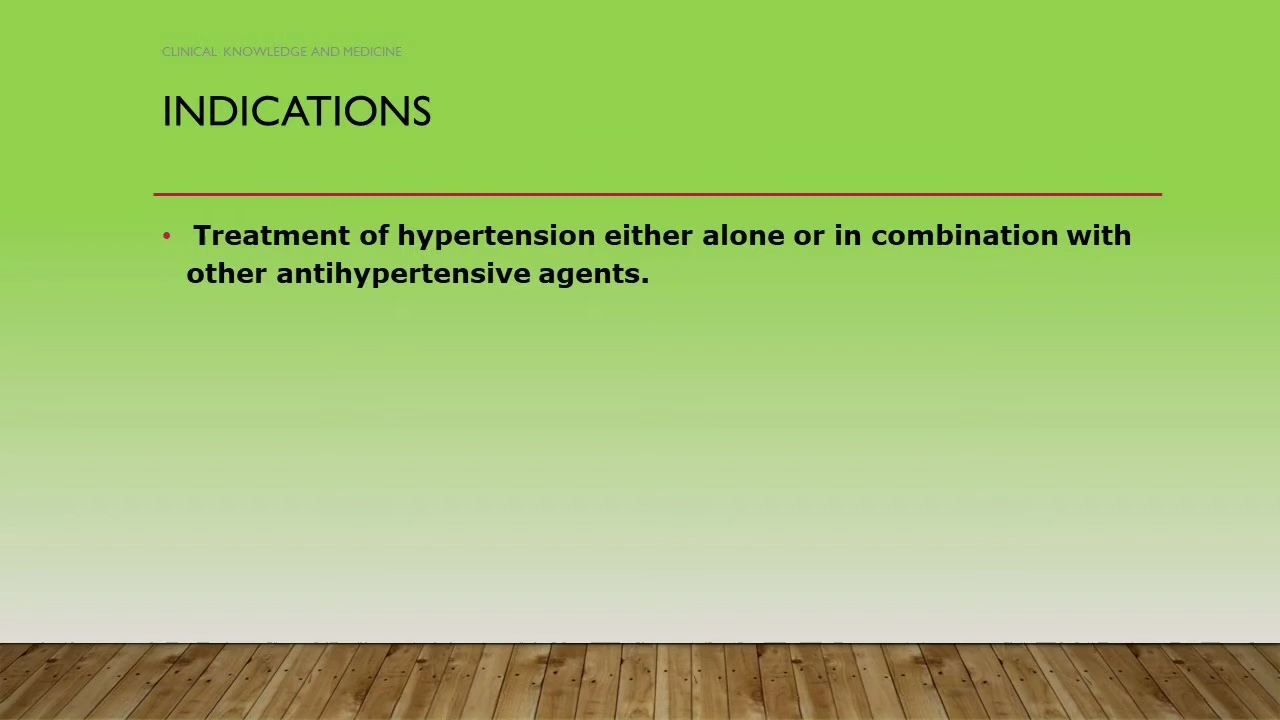 CLINICAL KNOWLEDGE AND MEDICINE
INDICATIONS
• Treatment of hypertension either alone or in combination with
other antihypertensive agents.